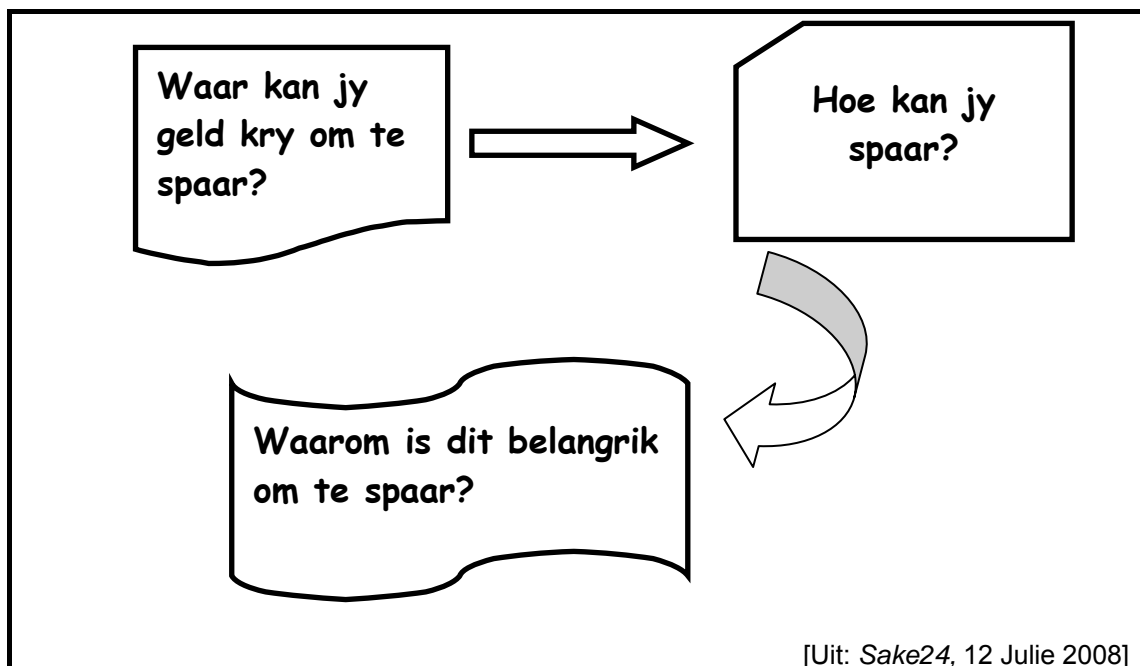 Waar kan jy
geld kry om te
spaar?
Hoe kan jy
spaar?
Waarom is dit belangrik
om te spaar?
[Uit: Sake24, 12 Julie 2008]